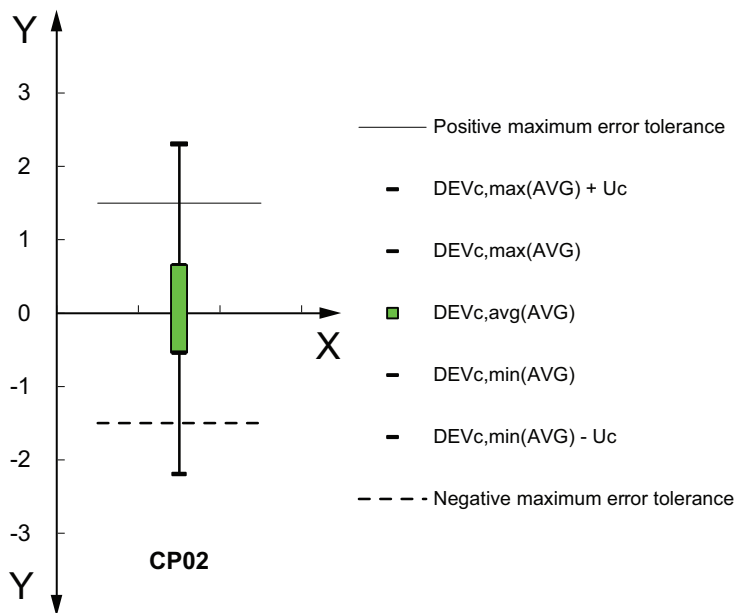 Y
3
2
1
0
-1
-2
-3
Y
X
CP02
Positive maximum error tolerance
DEVc,max(AVG) + Uc
DEVc,max(AVG)
DEVc,avg(AVG)
DEVc,min(AVG)
DEVc,min(AVG) - Uc
Negative maximum error tolerance